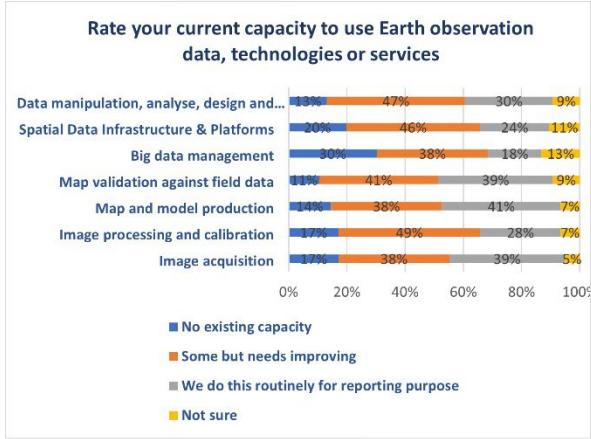 Rate your current capacity to use Earth observation
data, technologies or services
Data manipulation, analyse, design and... 13% 47% 30% 9%
Spatial Data Infrastructure & Platforms 20% 46% 24% 11%
Big data management 30% 38% 18% 13%
Map validation against field data 11% 41% 39% 9%
Map and model production 14% 38% 41% 7%
Image processing and calibration 17% 49% 28% 7%
Image acquisition 17% 38% 39% 5%
0% 20% 40% 60% 80% 100%
No existing capacity
Some but needs improving
We do this routinely for reporting purpose
Not sure